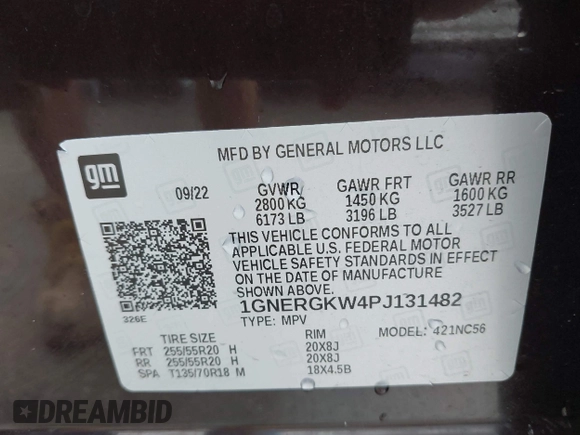 gm
MFD BY GENERAL MOTORS LLC
09/22 GVWR GAWR FRT GAWR RR
2800KG 1450 KG 1600 KG
6173 LB 3196 LB 3527 LB
THIS VEHICLE CONFORMS TO ALL
APPLICABLE U.S. FEDERAL MOTOR
VEHICLE SAFETY STANDARDS IN EFFECT
ON THE DATE OF MANUFACTURE
SHOWN ABOVE.
326E
1GNERGKW4PJ131482
TYPE: MPV MODEL: 421NC56
TIRE SIZE RIM
FRT 255/55R20 H 20X8J
RR 255/55R20 H 20X8J
SPA T135/70R18 M 18X4.5B
DREAMBID